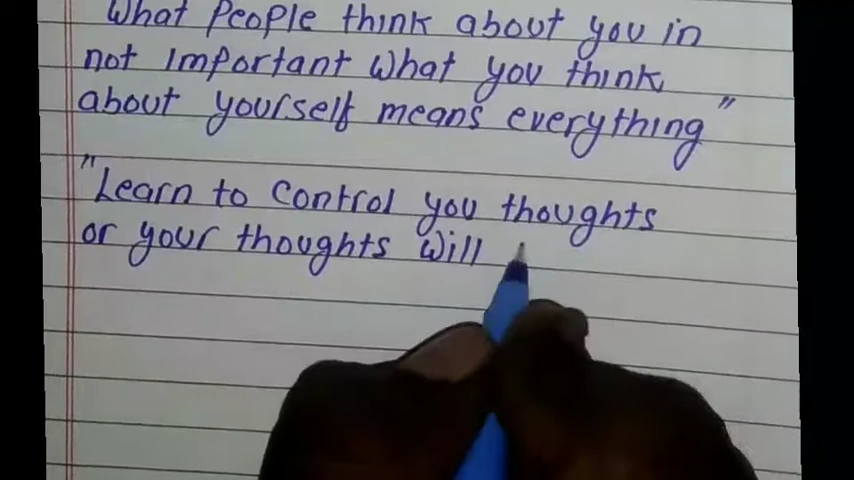 What People think about you in
not important what you think
about yourself means everything"
"Learn to control you thoughts
or your thoughts will